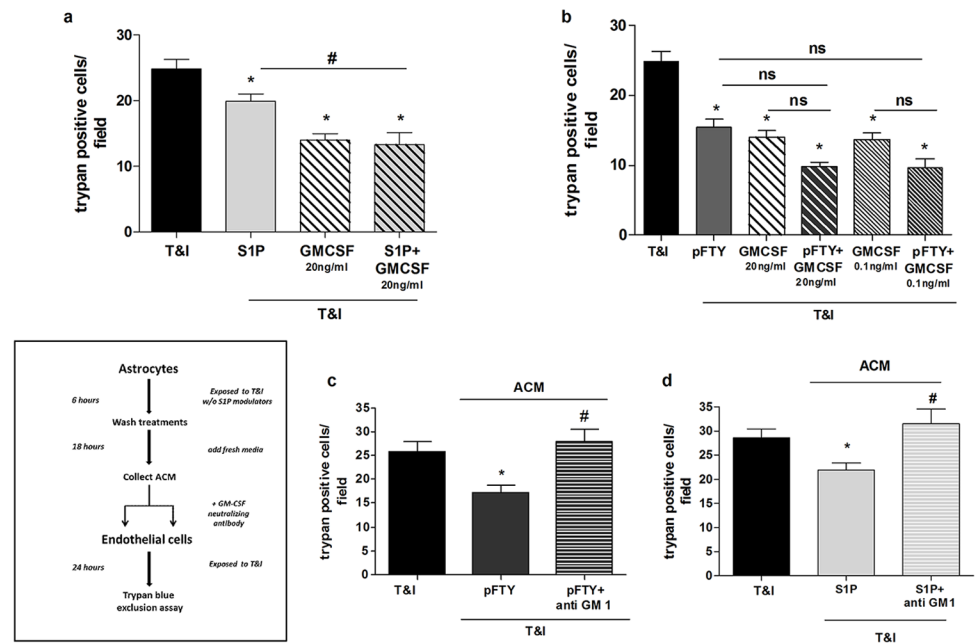 a
trypan positive cells/
field
30
20
10
0
*
#
*
*
T&I
S1P
GMCSF
20ng/ml
S1P+
GMCSF
20ng/ml
T&I
b
trypan positive cells/
field
30
20
10
0
ns
ns
ns
ns
*
*
*
*
*
T&I
pFTY
GMCSF
20ng/ml
pFTY+
GMCSF
20ng/ml
GMCSF
0.1ng/ml
pFTY+
GMCSF
0.1ng/ml
T&I
Astrocytes
6 hours
Exposed to T&I
w/o S1P modulators
Wash treatments
18 hours
add fresh media
Collect ACM
+ GM-CSF
neutralizing
antibody
Endothelial cells
24 hours
Exposed to T&I
Trypan blue
exclusion assay
c
ACM
trypan positive cells/
field
35
30
25
20
15
10
5
0
*
#
T&I
pFTY
pFTY+
anti GM 1
T&I
d
ACM
trypan positive cells/
field
35
30
25
20
15
10
5
0
*
#
T&I
S1P
S1P+
anti GM1
T&I